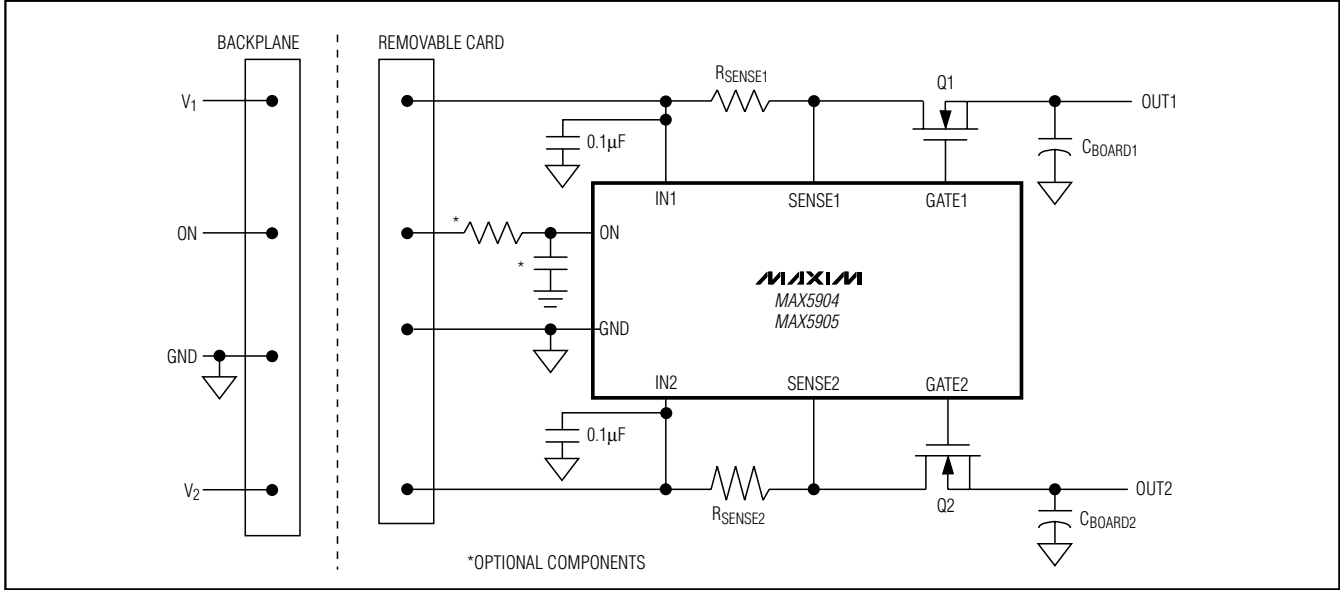 BACKPLANE
REMOVABLE CARD
V1
RSENSE1
Q1
OUT1
0.1µF
CBOARD1
IN1
SENSE1
GATE1
ON
*
ON
*
MAXIM
MAX5904
MAX5905
GND
GND
IN2
SENSE2
GATE2
0.1µF
V2
RSENSE2
Q2
OUT2
CBOARD2
*OPTIONAL COMPONENTS